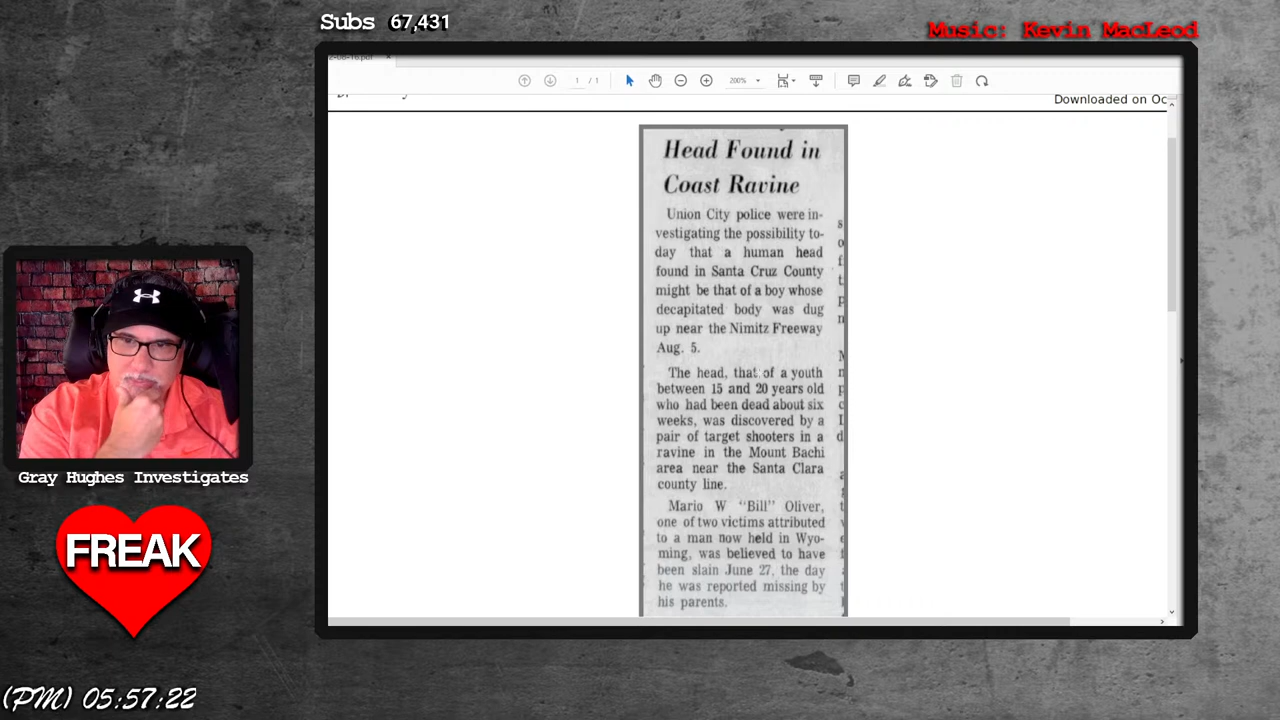 Subs 67,431
Music: Kevin MacLeod
1 / 1
200%
Downloaded on Oc
Head Found in
Coast Ravine
Union City police were in-
vestigating the possibility to-
day that a human head
found in Santa Cruz County
might be that of a boy whose
decapitated body was dug
up near the Nimitz Freeway
Aug. 5.
The head, that of a youth
between 15 and 20 years old
who had been dead about six
weeks, was discovered by a
pair of target shooters in a
ravine in the Mount Bachi
area near the Santa Clara
county line.
Mario W "Bill" Oliver,
one of two victims attributed
to a man now held in Wyo-
ming, was believed to have
been slain June 27, the day
he was reported missing by
his parents.
Gray Hughes Investigates
FREAK
(PM) 05:57:22